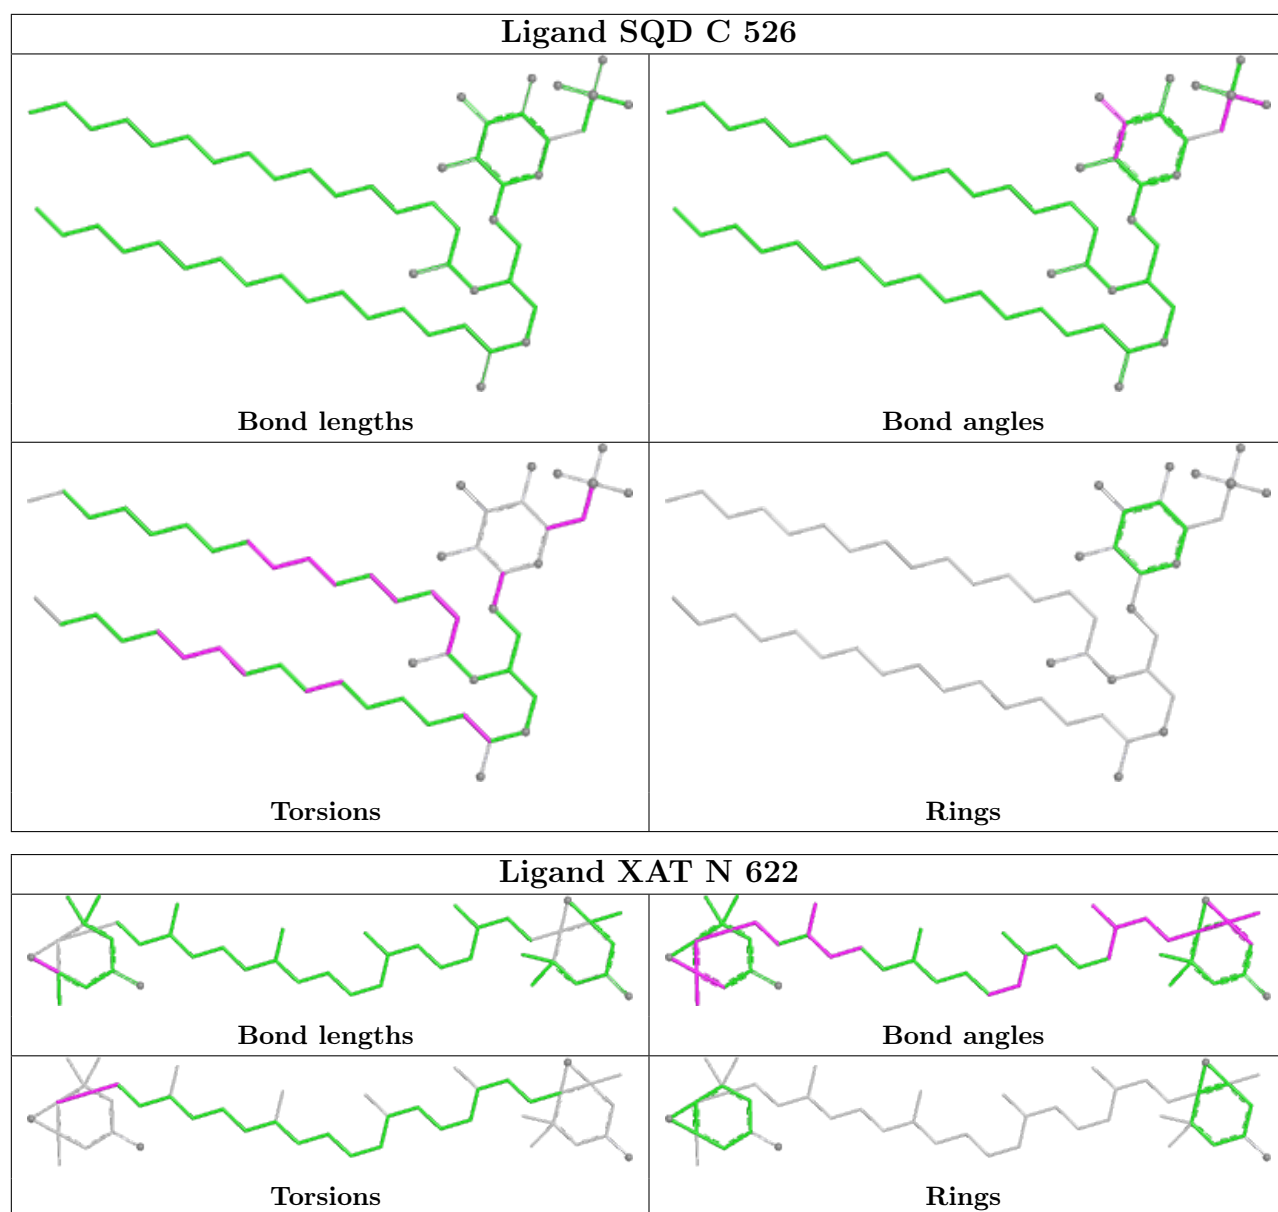 Ligand SQD C 526
Bond lengths
Bond angles
Torsions
Rings
Ligand XAT N 622
Bond lengths
Bond angles
Torsions
Rings